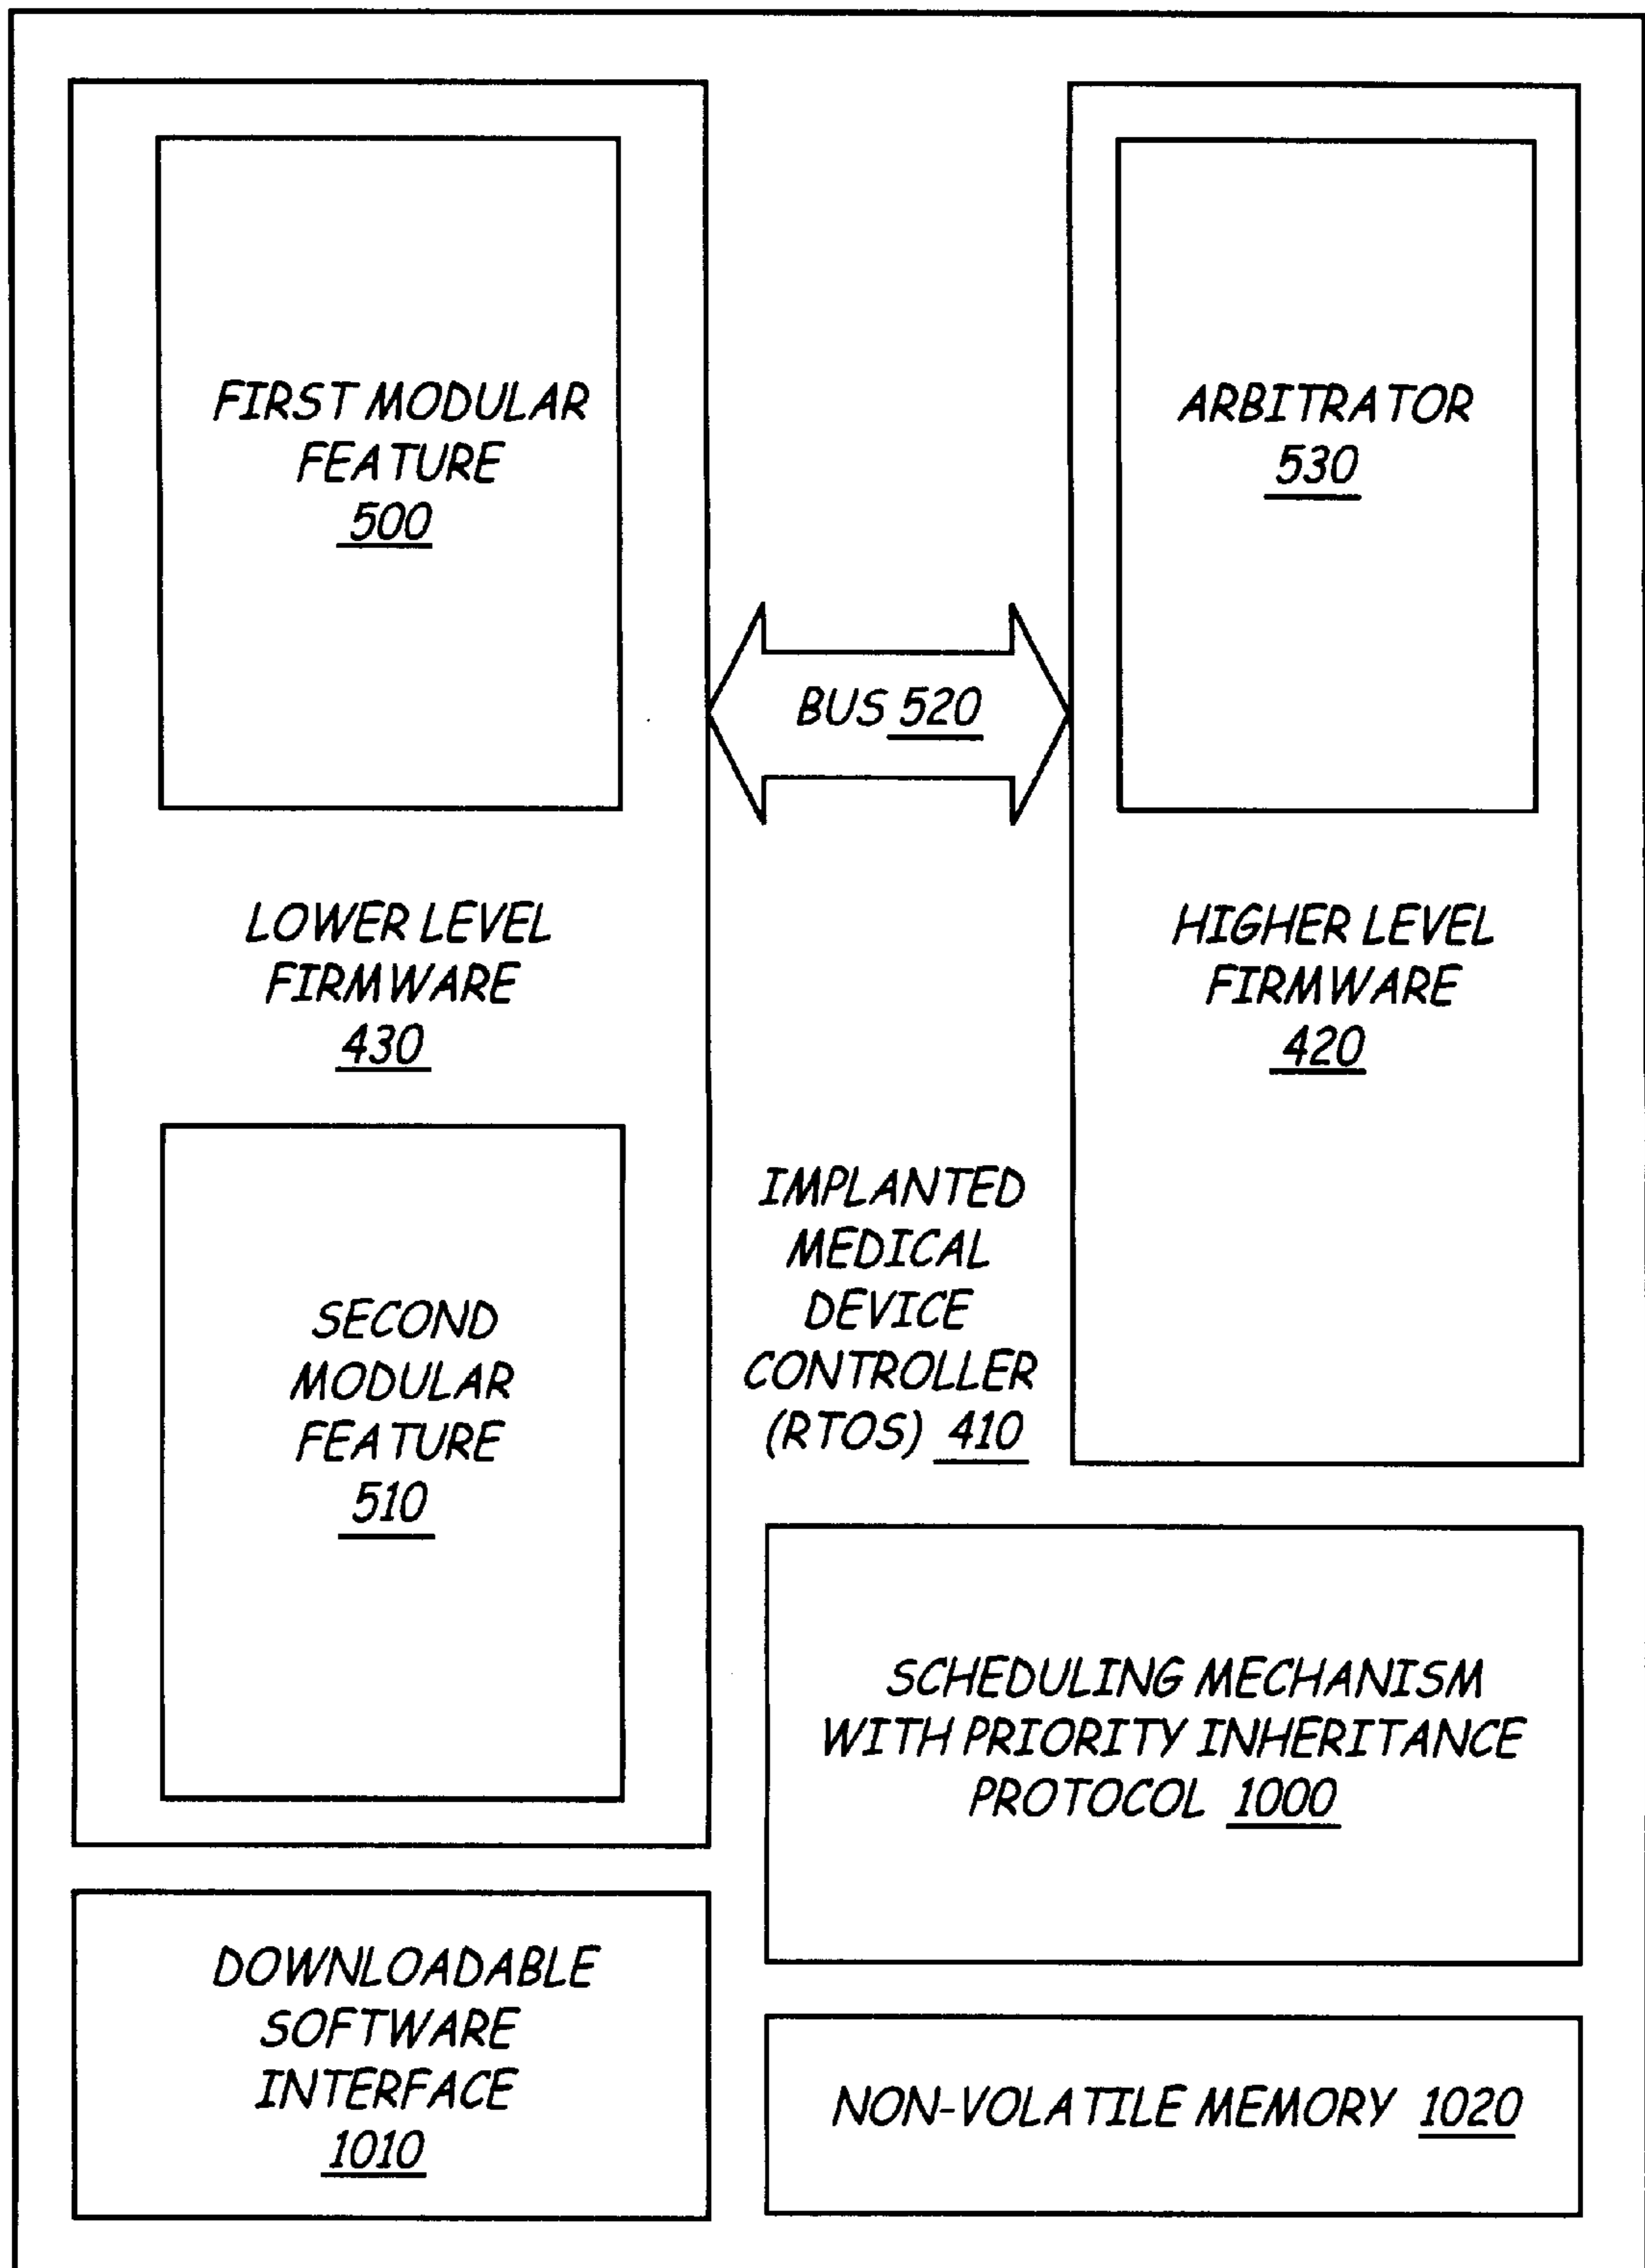 FIRST MODULAR
FEATURE
500
ARBITRATOR
530
BUS 520
LOWER LEVEL
FIRMWARE
430
HIGHER LEVEL
FIRMWARE
420
IMPLANTED
MEDICAL
DEVICE
CONTROLLER
(RTOS) 410
SECOND
MODULAR
FEATURE
510
SCHEDULING MECHANISM
WITH PRIORITY INHERITANCE
PROTOCOL 1000
DOWNLOADABLE
SOFTWARE
INTERFACE
1010
NON-VOLATILE MEMORY 1020